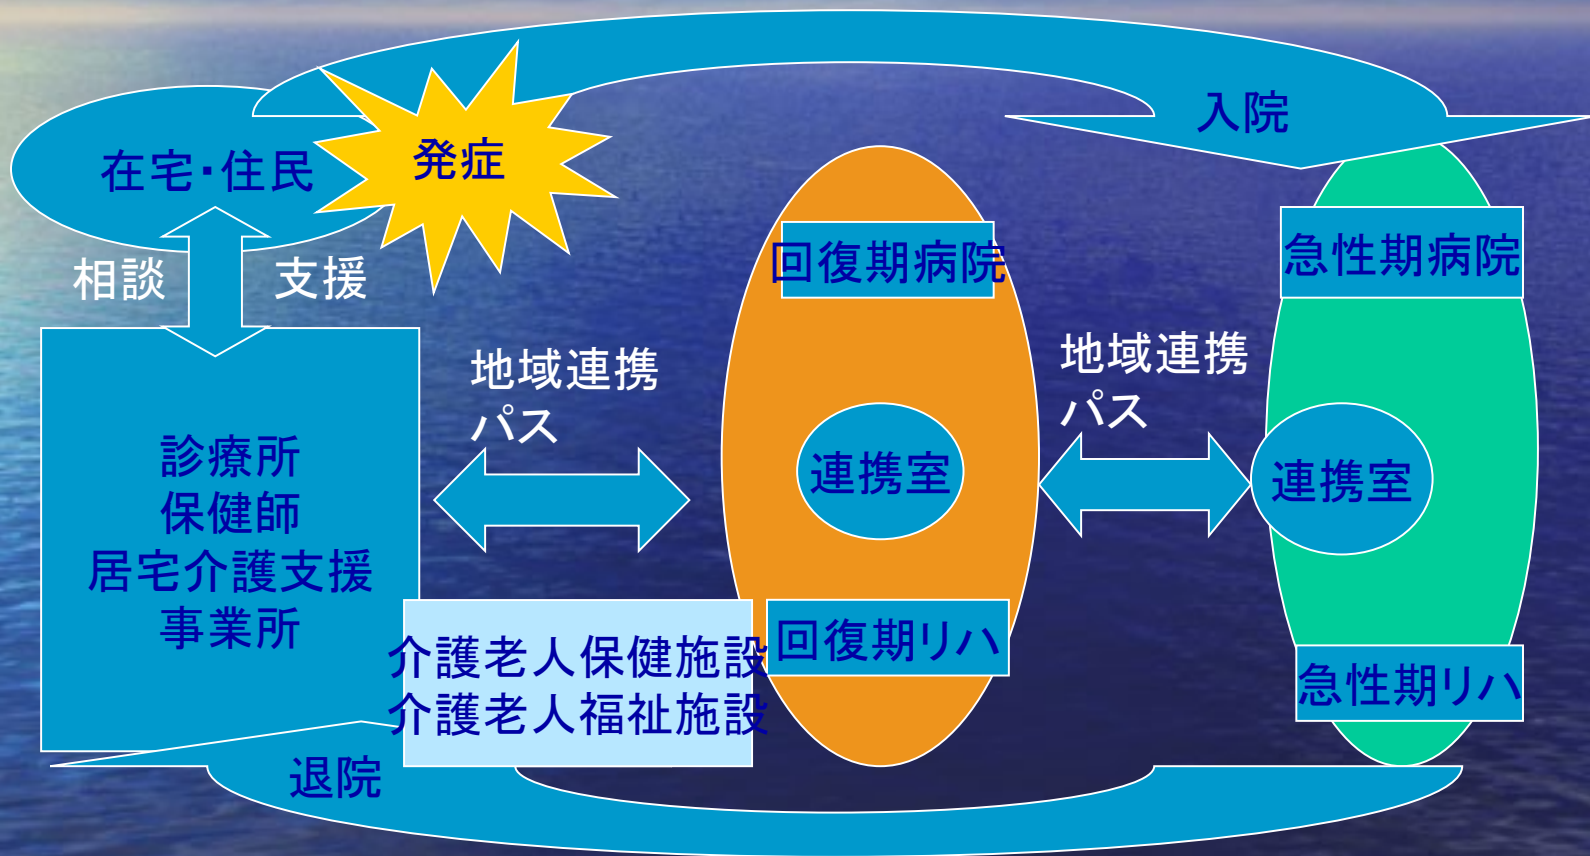 入院
発症
在宅・住民
回復期病院
急性期病院
相談
支援
地域連携
パス
地域連携
パス
診療所
保健師
居宅介護支援
事業所
連携室
連携室
介護老人保健施設
介護老人福祉施設
回復期リハ
急性期リハ
退院